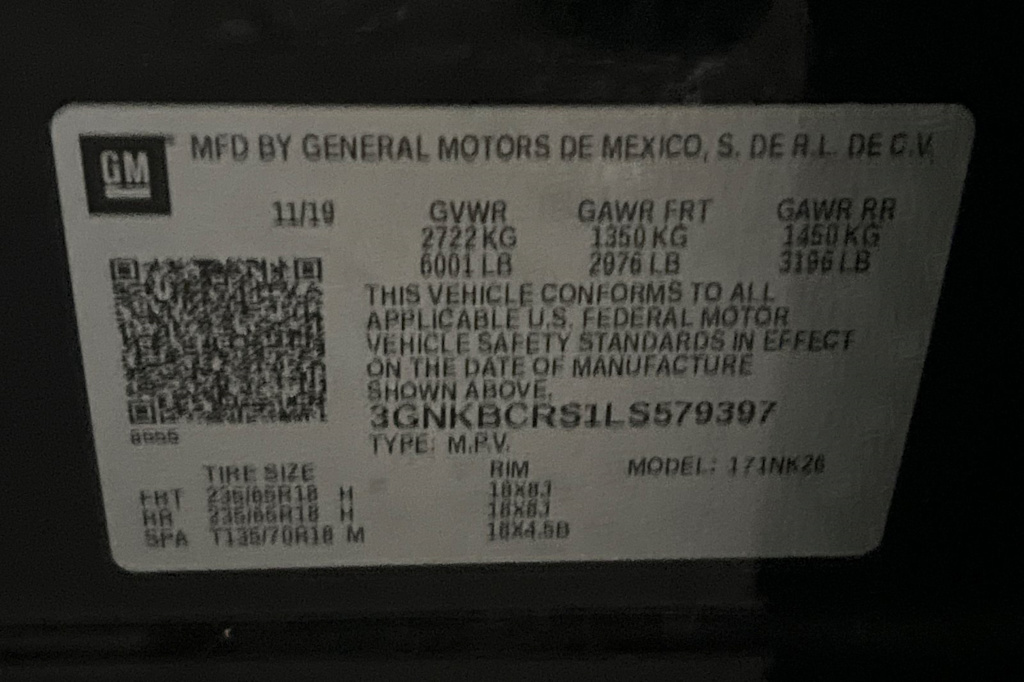 GM MFD BY GENERAL MOTORS DE MEXICO, S. DE R.L. DE C.V.
11/19 GVWR GAWR FRT GAWR RR
2722 KG 1350 KG 1450 KG
6001 LB 2976 LB 3196 LB
THIS VEHICLE CONFORMS TO ALL
APPLICABLE U.S. FEDERAL MOTOR
VEHICLE SAFETY STANDARDS IN EFFECT
ON THE DATE OF MANUFACTURE
SHOWN ABOVE.
3GNKBCRS1LS579397
TYPE: M.P.V.
TIRE SIZE RIM MODEL: 171NK26
FRT 235/65R18 H 18X8J
RR 235/65R18 H 18X8J
SPA T135/70R18 M 18X4.5B